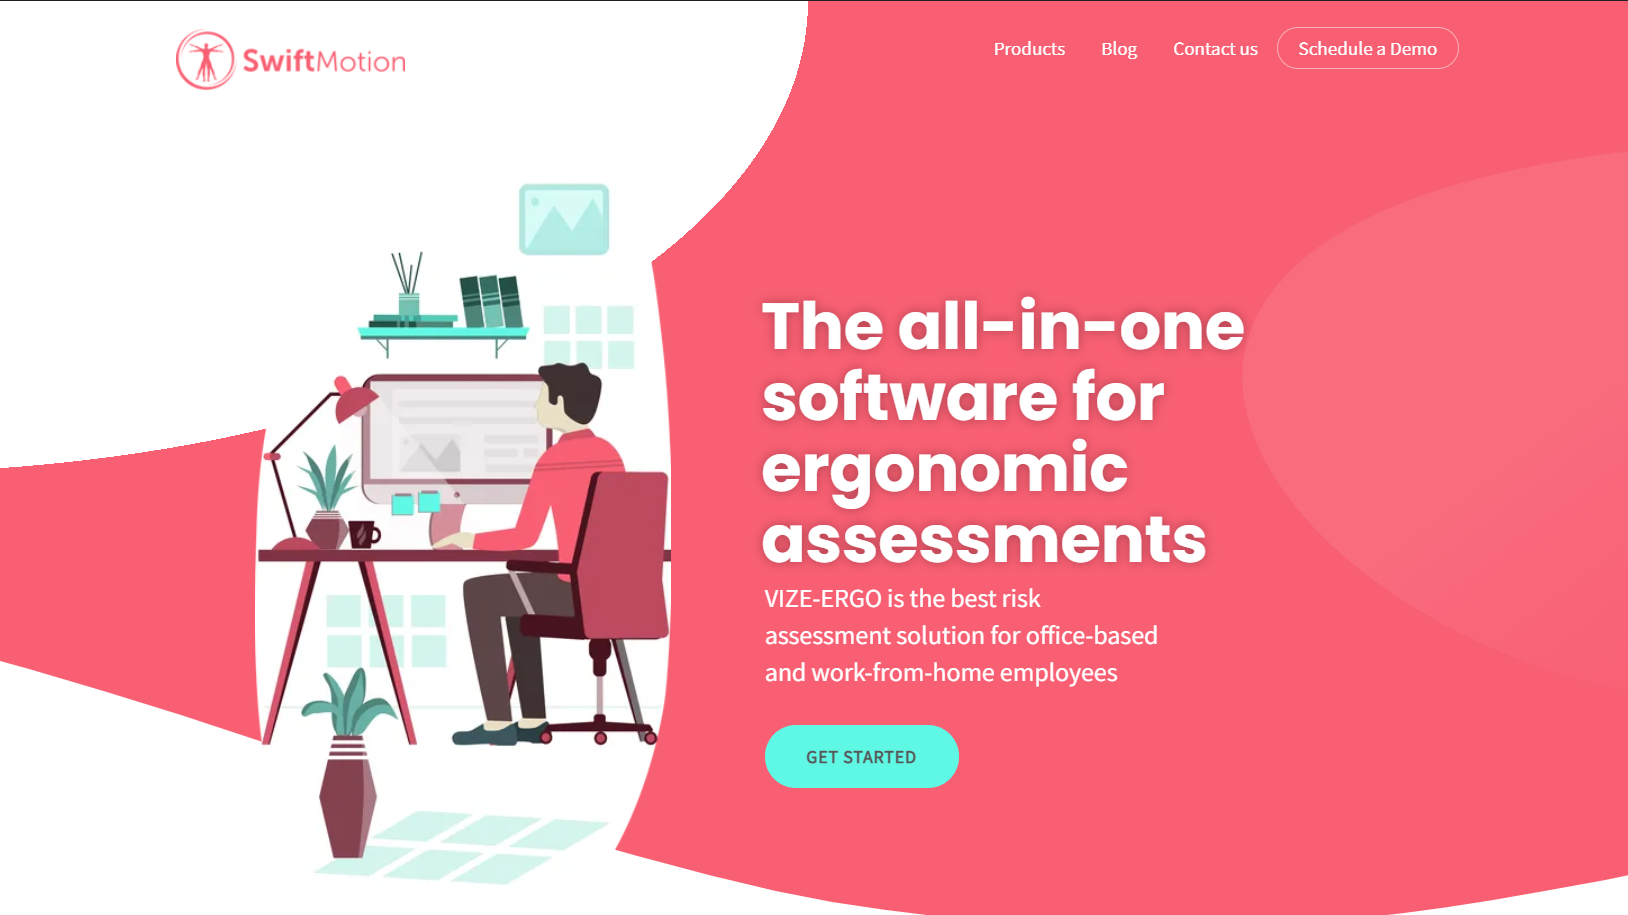 SwiftMotion
Products
Blog
Contact us
Schedule a Demo
The all-in-one
software for
ergonomic
assessments
VIZE-ERGO is the best risk
assessment solution for office-based
and work-from-home employees
GET STARTED